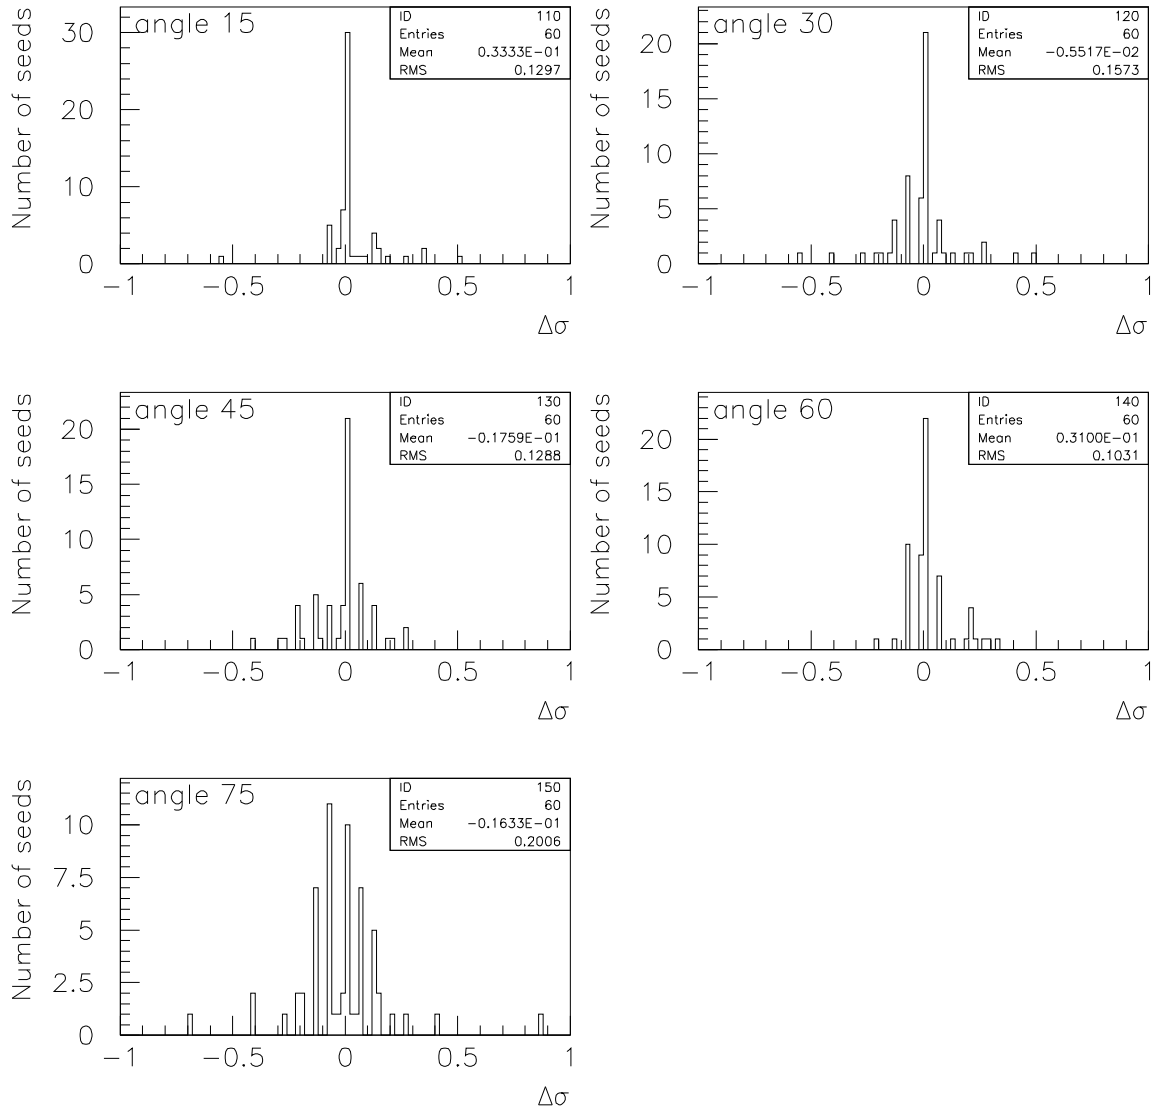 angle 15
ID 110
Entries 60
Mean 0.3333E-01
RMS 0.1297
Number of seeds
30
20
10
0
−1 −0.5 0 0.5 1
Δσ
angle 30
ID 120
Entries 60
Mean −0.5517E-02
RMS 0.1573
Number of seeds
20
15
10
5
0
−1 −0.5 0 0.5 1
Δσ
angle 45
ID 130
Entries 60
Mean −0.1759E-01
RMS 0.1288
Number of seeds
20
15
10
5
0
−1 −0.5 0 0.5 1
Δσ
angle 60
ID 140
Entries 60
Mean 0.3100E-01
RMS 0.1031
Number of seeds
20
15
10
5
0
−1 −0.5 0 0.5 1
Δσ
angle 75
ID 150
Entries 60
Mean −0.1633E-01
RMS 0.2006
Number of seeds
10
7.5
5
2.5
0
−1 −0.5 0 0.5 1
Δσ